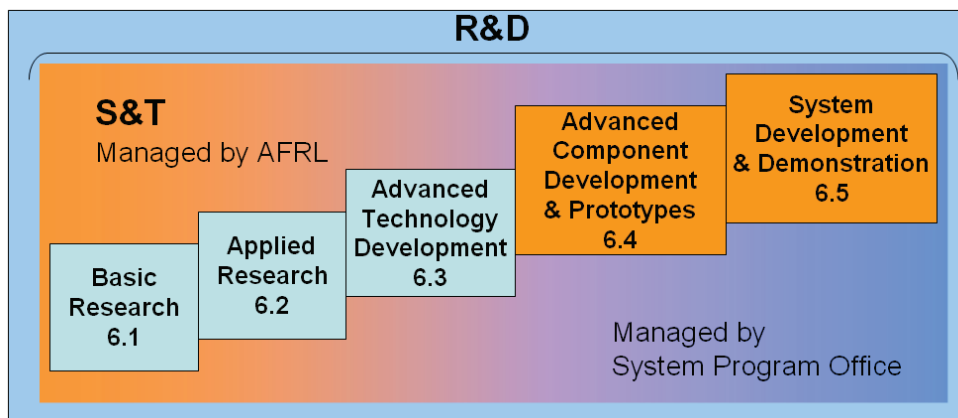 R&D
S&T
Managed by AFRL
Basic
Research
6.1
Applied
Research
6.2
Advanced
Technology
Development
6.3
Advanced
Component
Development
& Prototypes
6.4
System
Development
& Demonstration
6.5
Managed by
System Program Office